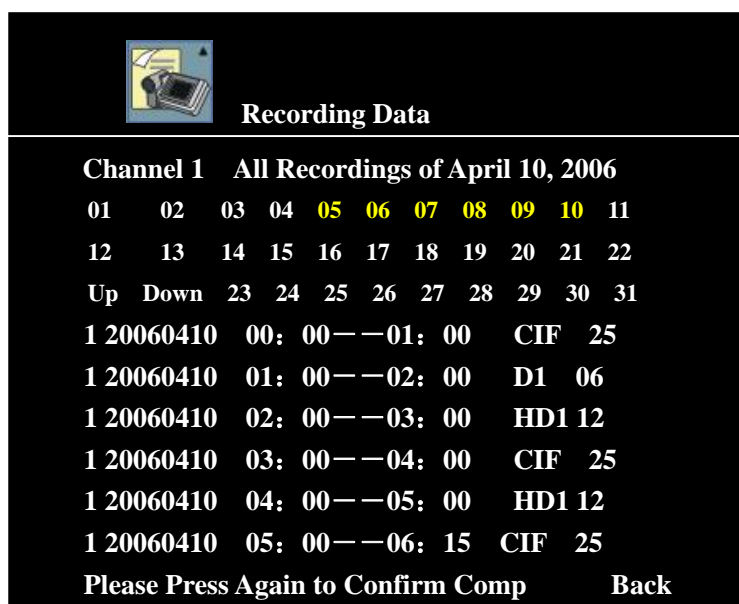 Recording Data
Channel 1 All Recordings of April 10, 2006
01 02 03 04 05 06 07 08 09 10 11
12 13 14 15 16 17 18 19 20 21 22
Up Down 23 24 25 26 27 28 29 30 31
1 20060410 00：00－－01：00 CIF 25
1 20060410 01：00－－02：00 D1 06
1 20060410 02：00－－03：00 HD1 12
1 20060410 03：00－－04：00 CIF 25
1 20060410 04：00－－05：00 HD1 12
1 20060410 05：00－－06：15 CIF 25
Please Press Again to Confirm Comp Back